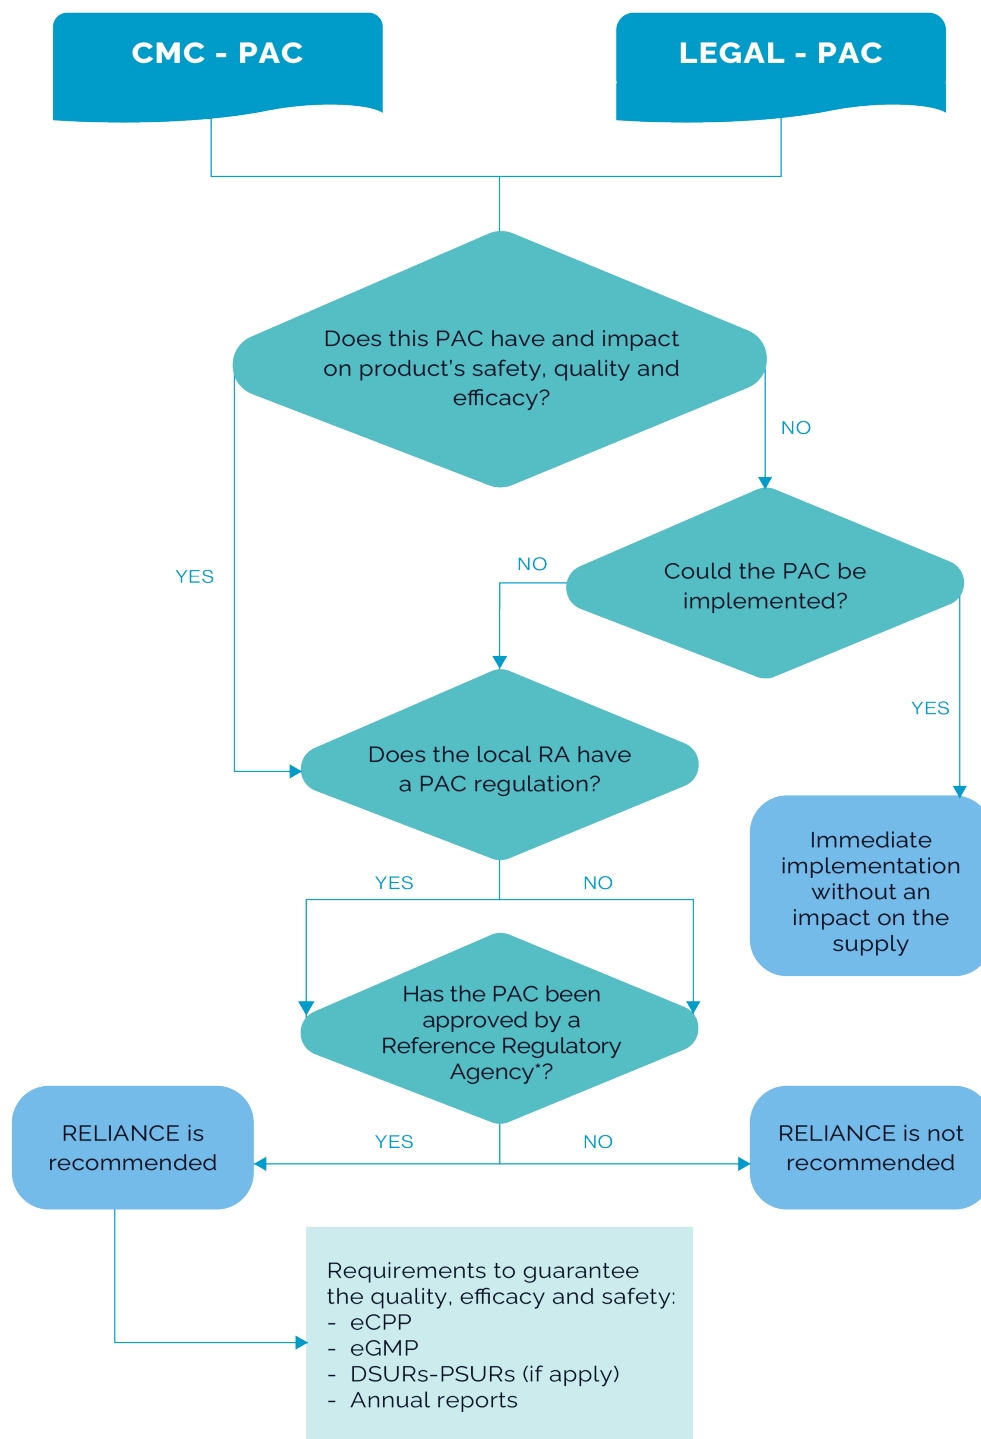 CMC - PAC
LEGAL - PAC
Does this PAC have and impact
on product's safety, quality and
efficacy?
NO
YES
NO
Could the PAC be
implemented?
YES
Does the local RA have
a PAC regulation?
Immediate
implementation
without an
impact on the
supply
YES
NO
Has the PAC been
approved by a
Reference Regulatory
Agency*?
RELIANCE is
recommended
YES
NO
RELIANCE is not
recommended
Requirements to guarantee
the quality, efficacy and safety:
- eCPP
- eGMP
- DSURs-PSURs (if apply)
- Annual reports